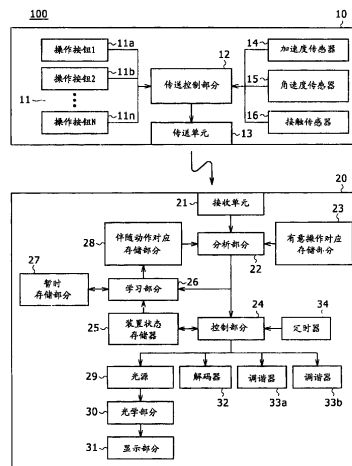 100
10
操作按钮1
11a
操作按钮2
11b
11
操作按钮N
11n
12
传送控制部分
13
传送单元
14
加速度传感器
15
角速度传感器
16
接触传感器
20
21
接收单元
22
分析部分
23
有意操作对应
存储部分
28
伴随动作对应
存储部分
27
暂时
存储部分
26
学习部分
25
装置状态
存储器
24
控制部分
34
定时器
29
光源
32
解码器
33a
调谐器
33b
调谐器
30
光学部分
31
显示部分